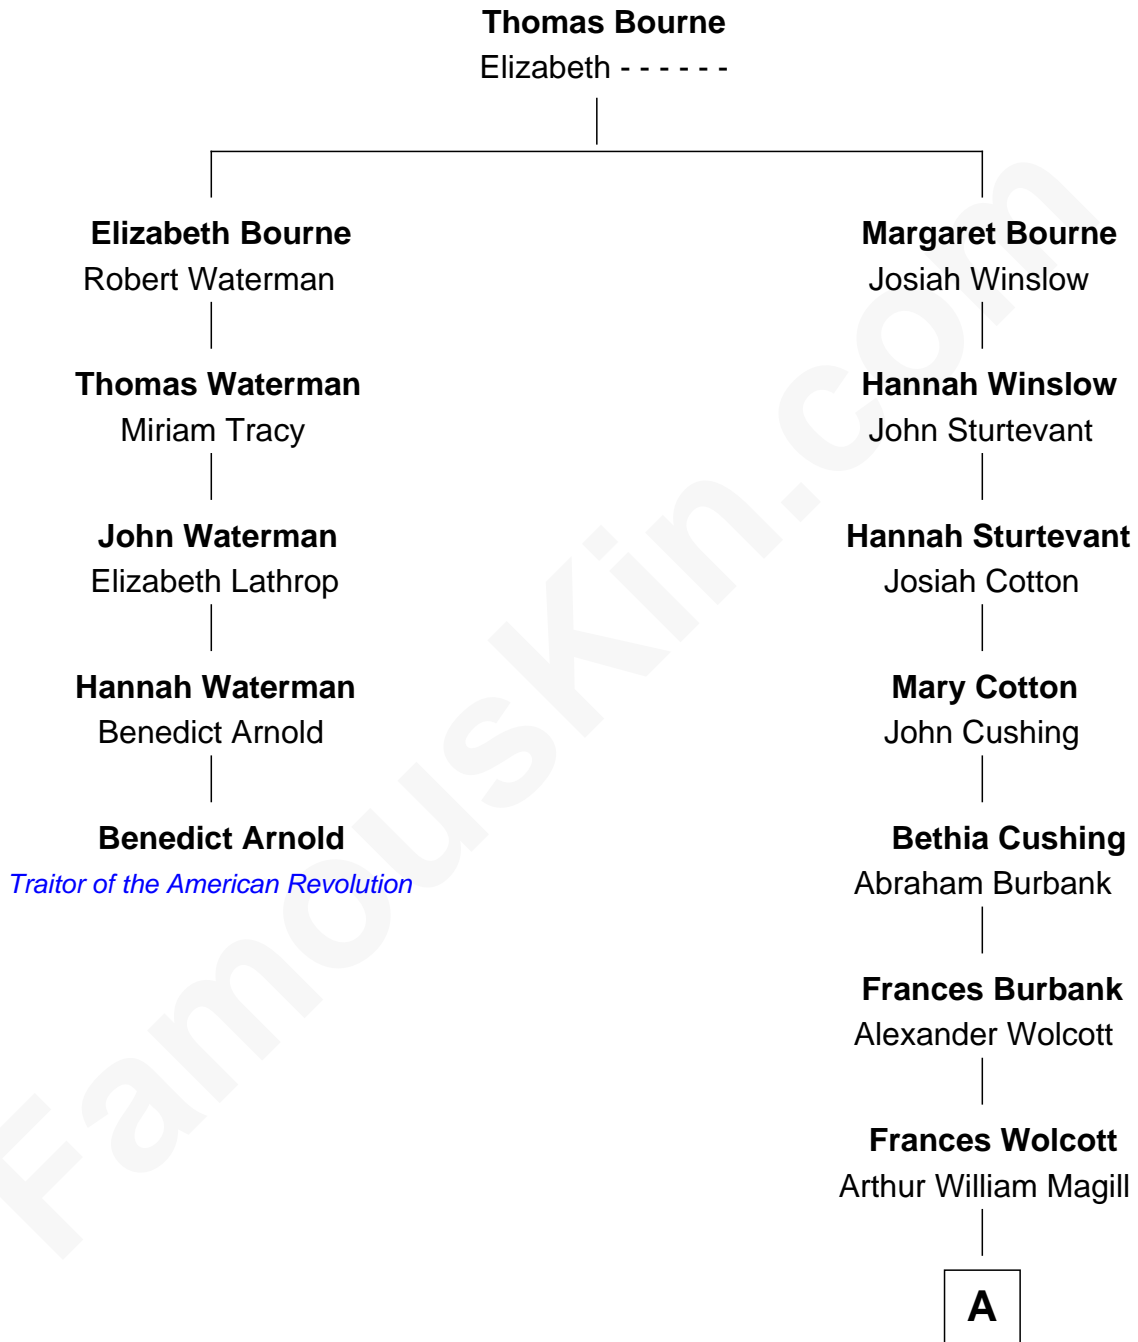 Thomas Bourne
Elizabeth - - - - - -
Elizabeth Bourne
Robert Waterman
Thomas Waterman
Miriam Tracy
John Waterman
Elizabeth Lathrop
Hannah Waterman
Benedict Arnold
Benedict Arnold
Traitor of the American Revolution
Margaret Bourne
Josiah Winslow
Hannah Winslow
John Sturtevant
Hannah Sturtevant
Josiah Cotton
Mary Cotton
John Cushing
Bethia Cushing
Abraham Burbank
Frances Burbank
Alexander Wolcott
Frances Wolcott
Arthur William Magill
A
FamousKin.com